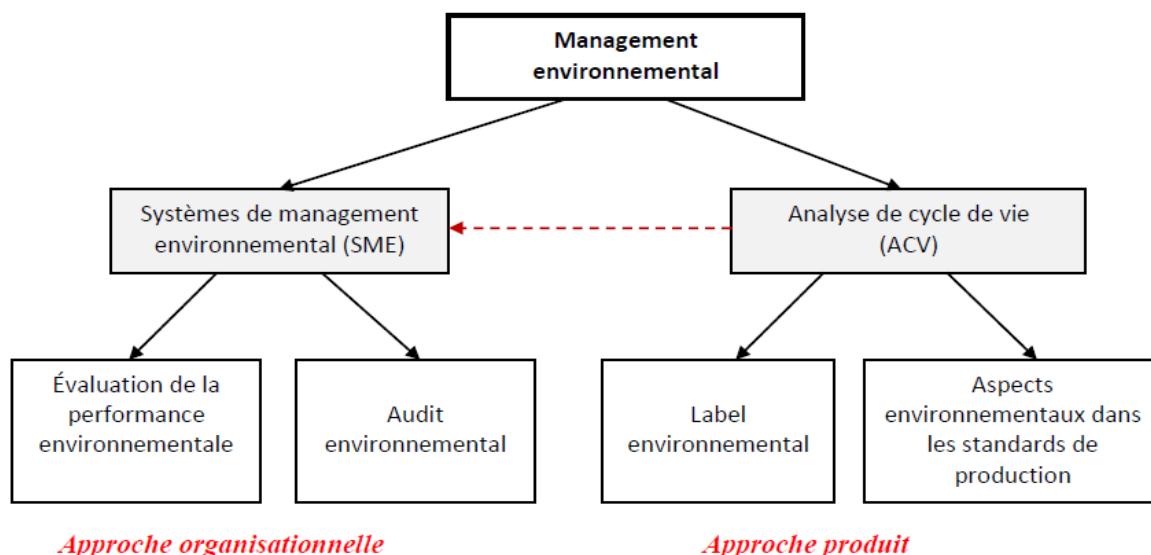 Management
environnemental
Systèmes de management
environnemental (SME)
Analyse de cycle de vie
(ACV)
Évaluation de la
performance
environnementale
Audit
environnemental
Label
environnemental
Aspects
environnementaux dans
les standards de
production
Approche organisationnelle
Approche produit